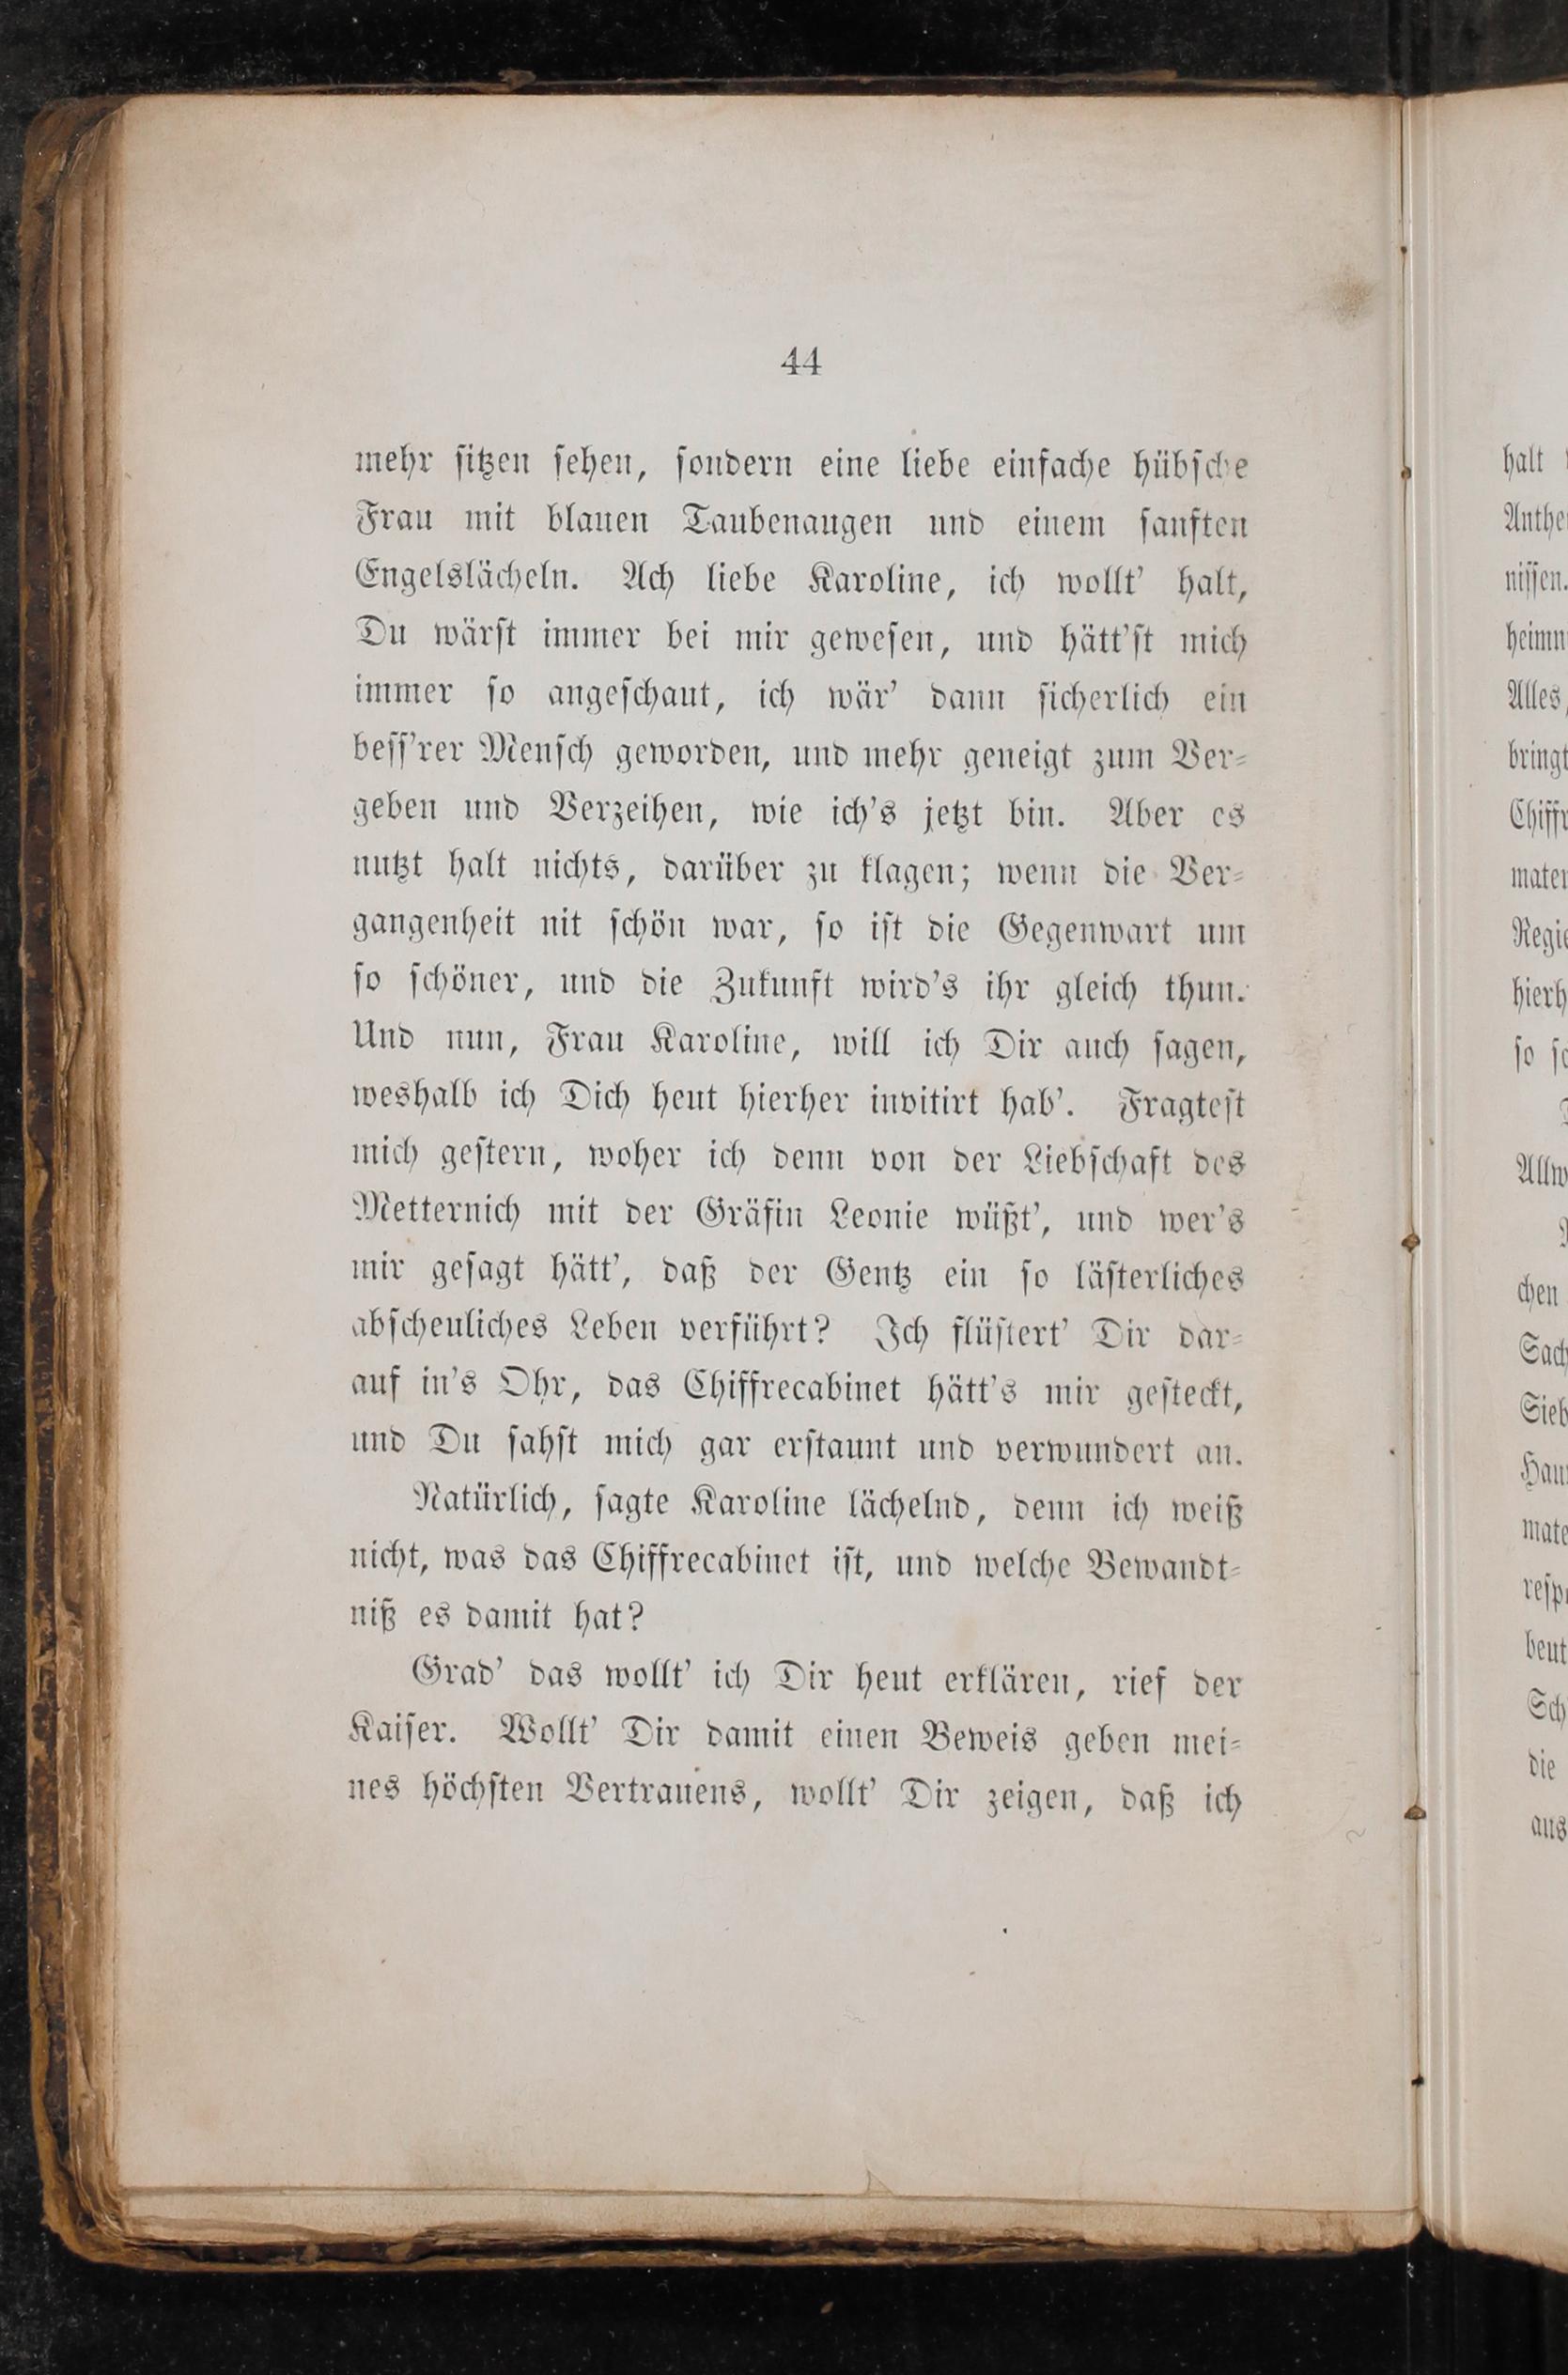 44
mehr sitzen sehen, sondern eine liebe einfache hübsche
Frau mit blauen Taubenaugen und einem sanften
Engelslächeln. Ach liebe Karoline, ich wollt' halt,
Du wärst immer bei mir gewesen, und hätt'st mich
immer so angeschaut, ich wär' dann sicherlich ein
bess'rer Mensch geworden, und mehr geneigt zum Ver-
geben und Verzeihen, wie ich's jetzt bin. Aber es
nutzt halt nichts, darüber zu klagen; wenn die Ver-
gangenheit nit schön war, so ist die Gegenwart um
so schöner, und die Zukunft wird's ihr gleich thun.
Und nun, Frau Karoline, will ich Dir auch sagen,
weshalb ich Dich heut hierher invitirt hab'. Fragtest
mich gestern, woher ich denn von der Liebschaft des
Metternich mit der Gräfin Leonie wüßt', und wer's
mir gesagt hätt', daß der Gentz ein so lästerliches
abscheuliches Leben verführt? Ich flüstert' Dir dar-
auf in's Ohr, das Chiffrecabinet hätt's mir gesteckt,
und Du sahst mich gar erstaunt und verwundert an.
Natürlich, sagte Karoline lächelnd, denn ich weiß
nicht, was das Chiffrecabinet ist, und welche Bewandt-
niß es damit hat?
Grad' das wollt' ich Dir heut erklären, rief der
Kaiser. Wollt' Dir damit einen Beweis geben mei-
nes höchsten Vertrauens, wollt' Dir zeigen, daß ich
halt
nissen.
Alles,
so
chen
die
aus